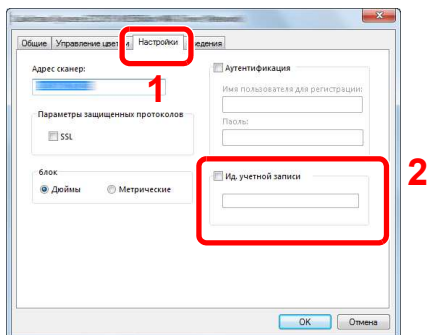 Общие Управление цвет Настройки едения
1
Адрес сканер:
Параметры защищенных протоколов
SSL
блок
Дюймы Метрические
Аутентификация
Имя пользователя для регистрации:
Паоль:
Ид. учетной записи
2
OK Отмена